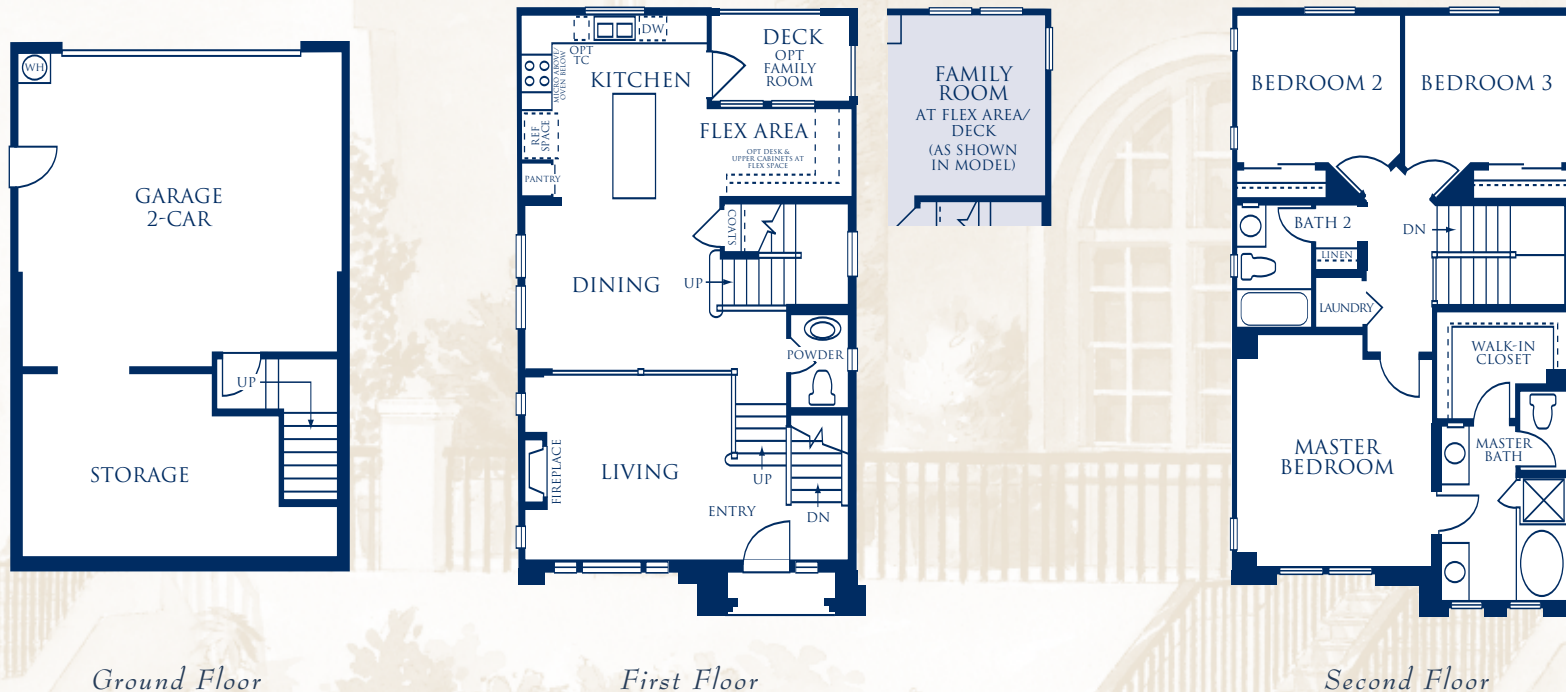 WH
GARAGE
2-CAR
UP
STORAGE
Ground Floor
DW
OPT
TC
MICRO ABOVE/
OVEN BELOW
KITCHEN
DECK
OPT
FAMILY
ROOM
REF
SPACE
FLEX AREA
OPT DESK &
UPPER CABINETS AT
FLEX SPACE
PANTRY
COATS
DINING
UP
POWDER
FIREPLACE
LIVING
UP
ENTRY
DN
First Floor
FAMILY
ROOM
AT FLEX AREA/
DECK
(AS SHOWN
IN MODEL)
BEDROOM 2
BEDROOM 3
BATH 2
DN
LINEN
LAUNDRY
WALK-IN
CLOSET
MASTER
BEDROOM
MASTER
BATH
Second Floor